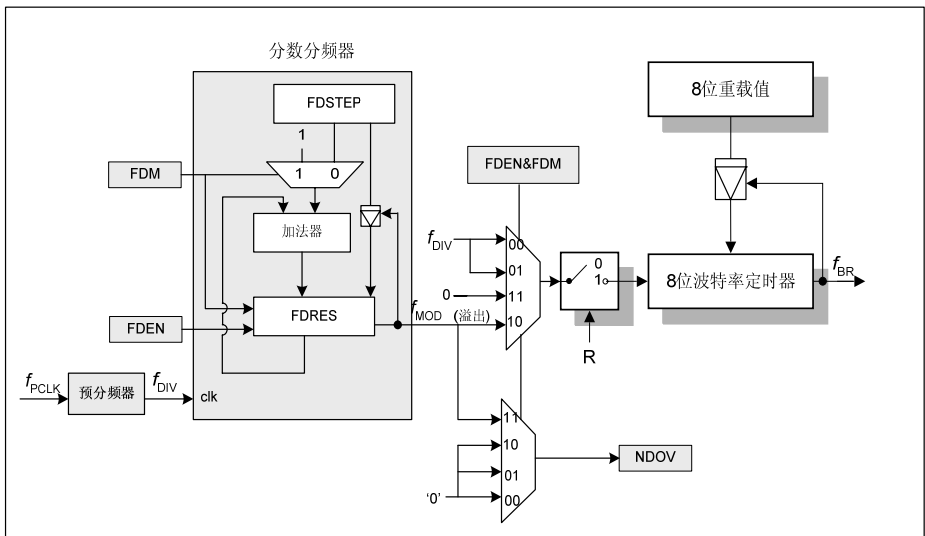 分数分频器
FDSTEP
1
1 0
FDM
加法器
FDRES
FDEN
fPCLK
预分频器
fDIV
clk
fMOD (溢出)
FDEN&FDM
fDIV
00
01
0
11
10
0
1
R
8位重载值
8位波特率定时器
fBR
11
10
01
'0'
00
NDOV